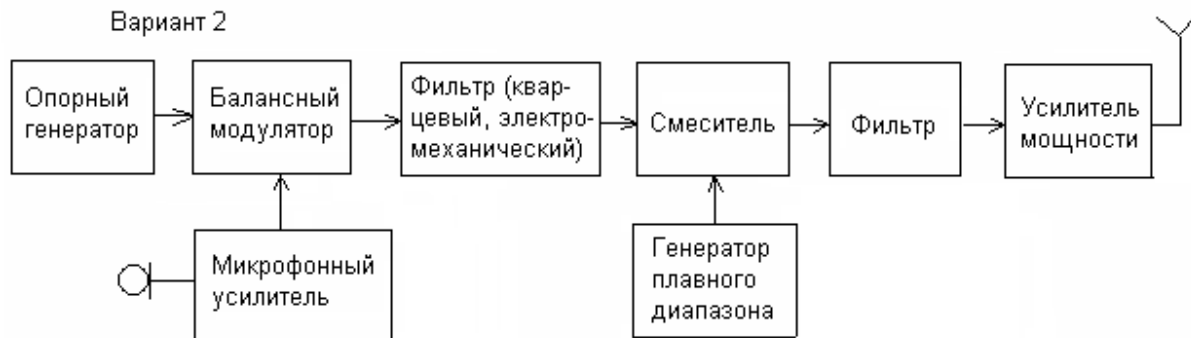 Вариант 2
Опорный
генератор
Балансный
модулятор
Фильтр (квар-
цевый, электро-
механический)
Смеситель
Фильтр
Усилитель
мощности
Микрофонный
усилитель
Генератор
плавного
диапазона